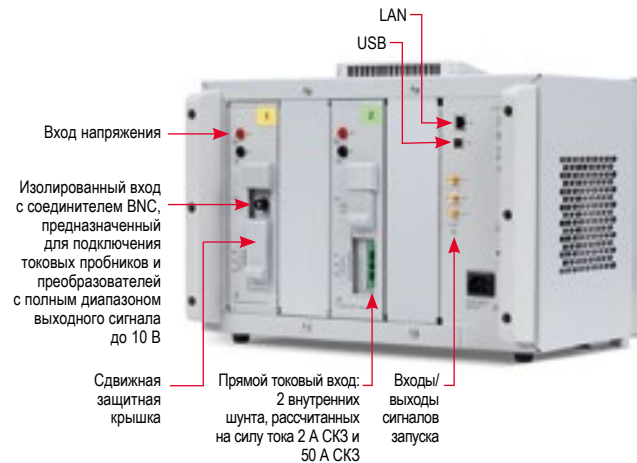 LAN
USB
1
2
Вход напряжения
Изолированный вход
с соединителем BNC,
предназначенный
для подключения
токовых пробников и
преобразователей
с полным диапазоном
выходного сигнала
до 10 В
Сдвижная
защитная
крышка
Прямой токовый вход:
2 внутренних
шунта, рассчитанных
на силу тока 2 А СКЗ и
50 А СКЗ
Входы/
выходы
сигналов
запуска